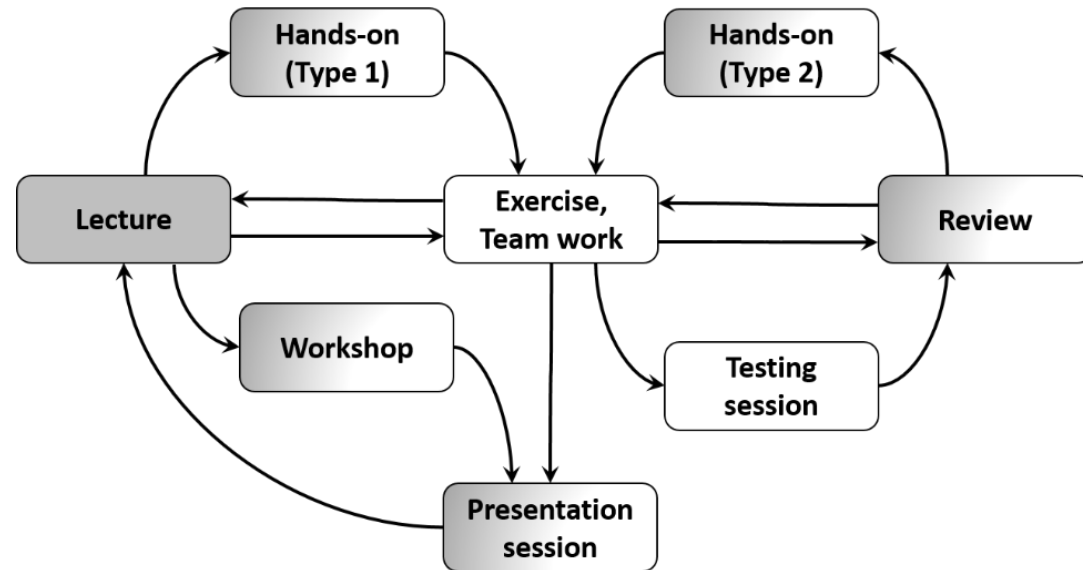 Hands-on
(Type 1)
Hands-on
(Type 2)
Lecture
Exercise,
Team work
Review
Workshop
Testing
session
Presentation
session